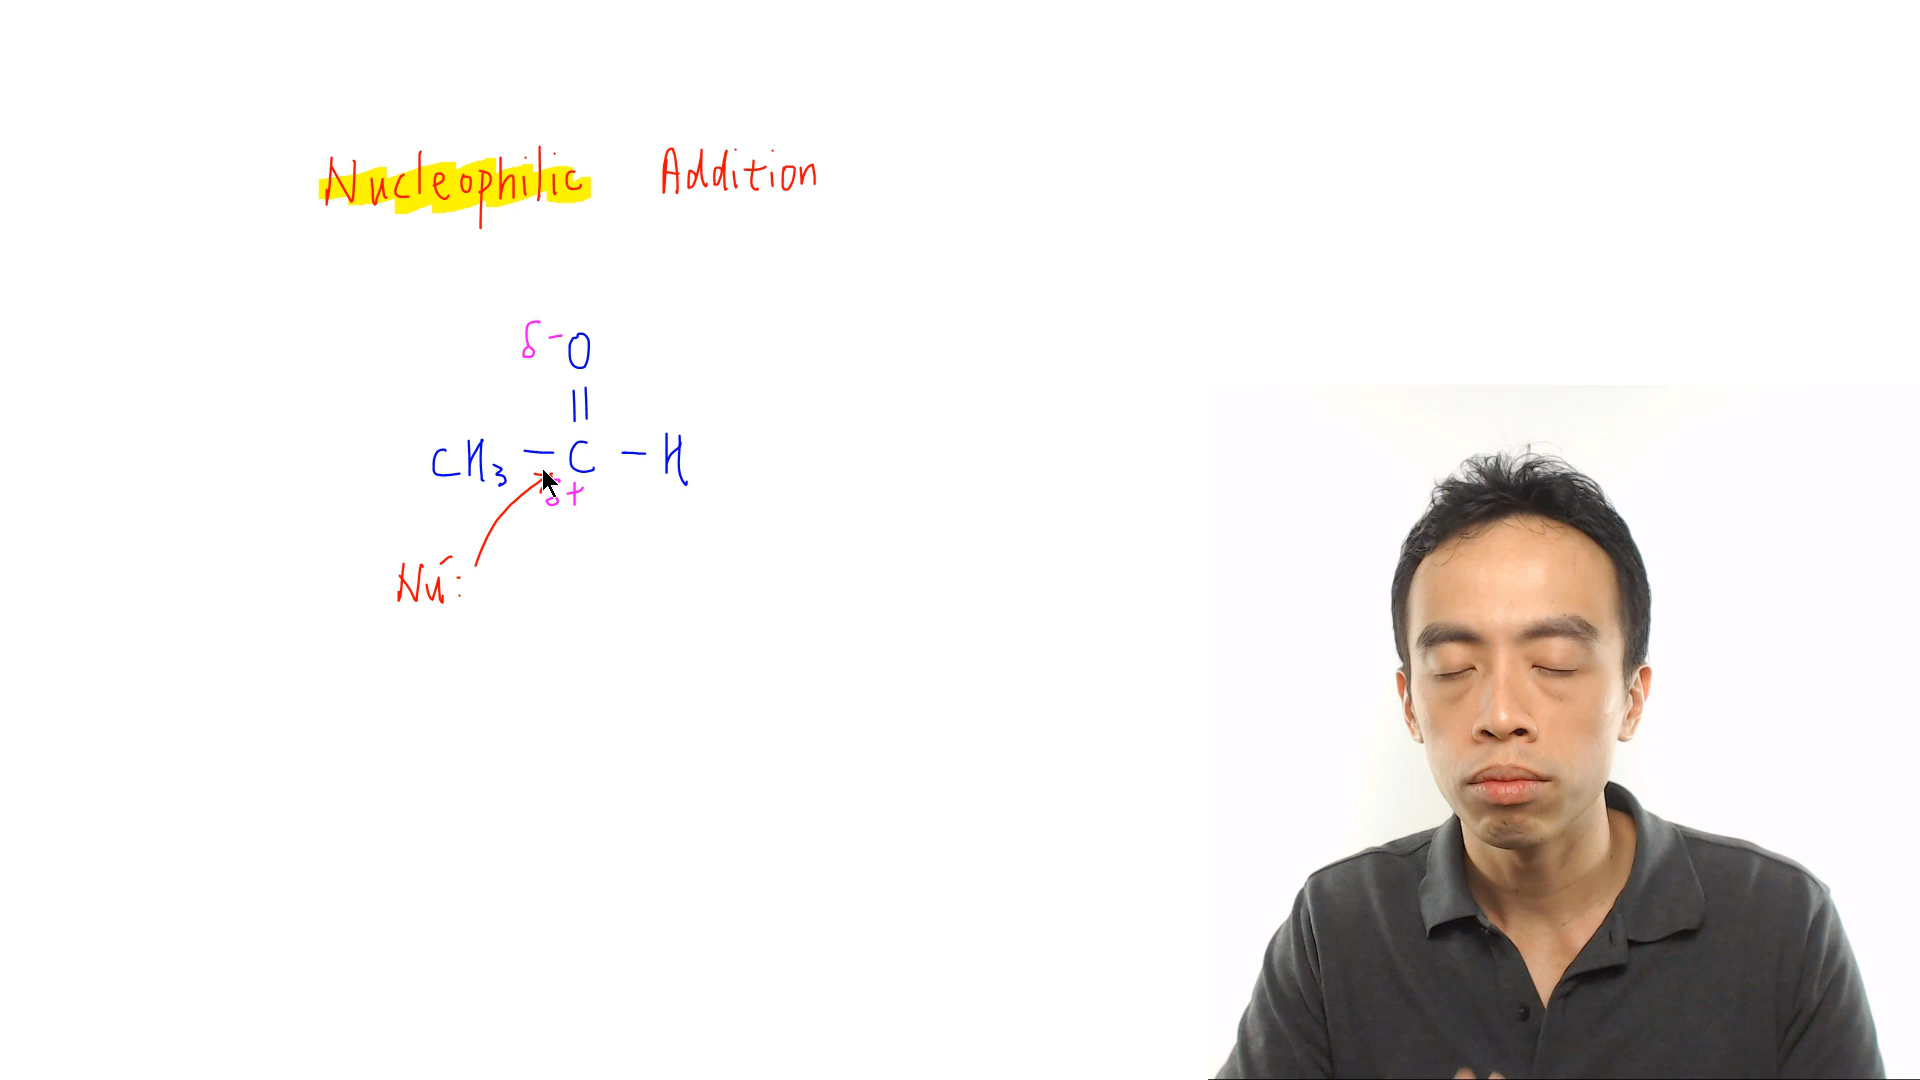 Nucleophilic Addition
δ- O
||
CH₃ – C – H
δ+
Nu⁻: